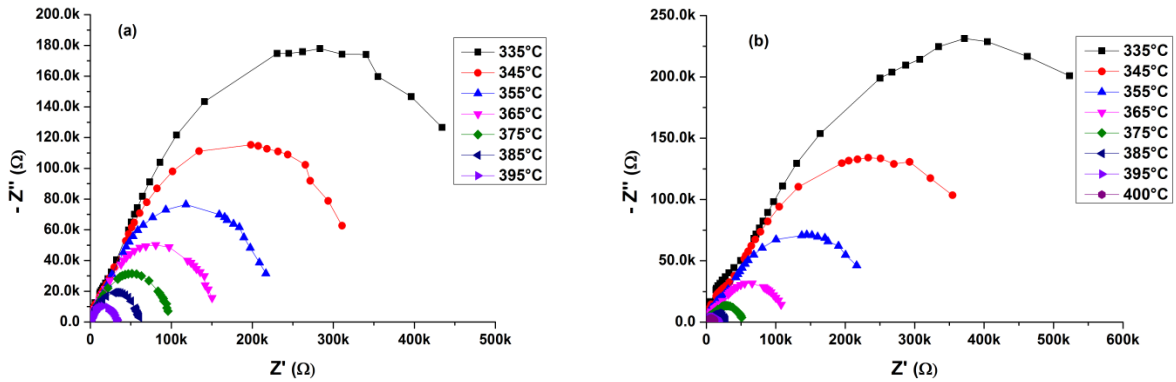 (a)
200.0k
180.0k
160.0k
140.0k
120.0k
100.0k
80.0k
60.0k
40.0k
20.0k
0.0
0
100k
200k
300k
400k
500k
- Z'' (Ω)
Z' (Ω)
335°C
345°C
355°C
365°C
375°C
385°C
395°C
(b)
250.0k
200.0k
150.0k
100.0k
50.0k
0.0
0
100k
200k
300k
400k
500k
600k
- Z'' (Ω)
Z' (Ω)
335°C
345°C
355°C
365°C
375°C
385°C
395°C
400°C